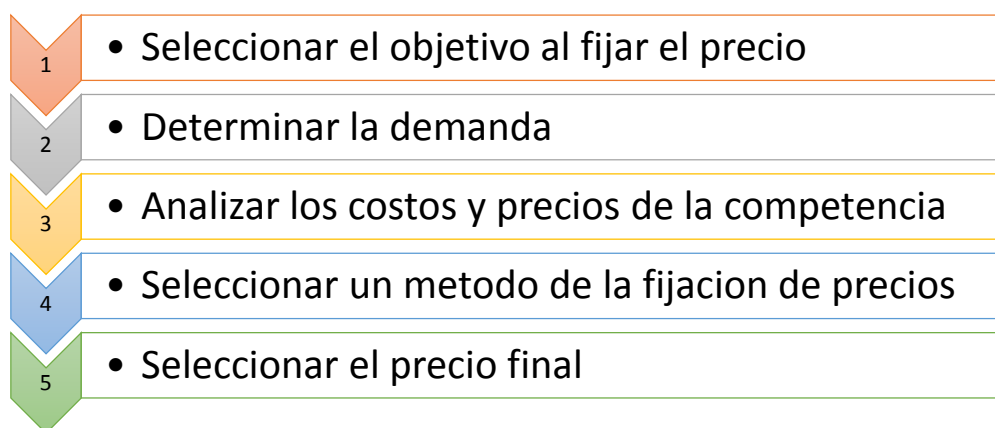 1
• Seleccionar el objetivo al fijar el precio
2
• Determinar la demanda
3
• Analizar los costos y precios de la competencia
4
• Seleccionar un metodo de la fijacion de precios
5
• Seleccionar el precio final